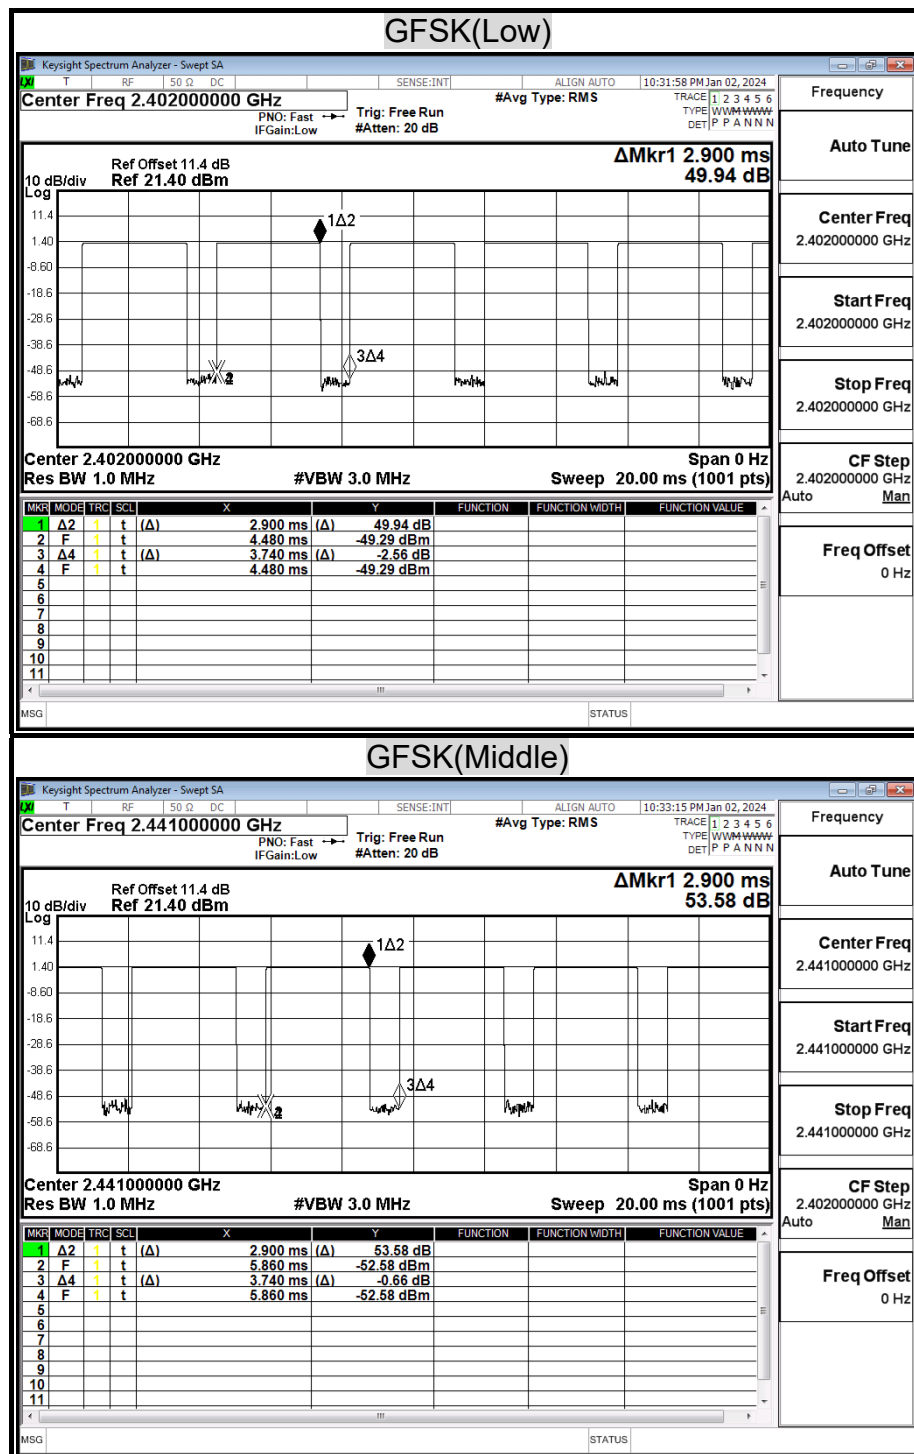 GFSK(Low)
Keysight Spectrum Analyzer - Swept SA
LXI T RF 50 Ω DC SENSE:INT ALIGN AUTO 10:31:58 PM Jan 02, 2024
Center Freq 2.402000000 GHz
PNO: Fast
IFGain:Low
Trig: Free Run
#Atten: 20 dB
#Avg Type: RMS
TRACE 1 2 3 4 5 6
TYPE WWMWWW
DET P P A N N N
Frequency
Auto Tune
Center Freq
2.402000000 GHz
Start Freq
2.402000000 GHz
Stop Freq
2.402000000 GHz
CF Step
2.402000000 GHz
Auto Man
Freq Offset
0 Hz
Ref Offset 11.4 dB
Ref 21.40 dBm
10 dB/div
Log
ΔMkr1 2.900 ms
49.94 dB
11.4
1.40
-8.60
-18.6
-28.6
-38.6
-48.6
-58.6
-68.6
1Δ2
3Δ4
Center 2.402000000 GHz Span 0 Hz
Res BW 1.0 MHz #VBW 3.0 MHz Sweep 20.00 ms (1001 pts)
MKR MODE TRC SCL X Y FUNCTION FUNCTION WIDTH FUNCTION VALUE
1 Δ2 1 t (Δ) 2.900 ms (Δ) 49.94 dB
2 F 1 t 4.480 ms -49.29 dBm
3 Δ4 1 t (Δ) 3.740 ms (Δ) -2.56 dB
4 F 1 t 4.480 ms -49.29 dBm
5
6
7
8
9
10
11
MSG STATUS
GFSK(Middle)
Keysight Spectrum Analyzer - Swept SA
LXI T RF 50 Ω DC SENSE:INT ALIGN AUTO 10:33:15 PM Jan 02, 2024
Center Freq 2.441000000 GHz
PNO: Fast
IFGain:Low
Trig: Free Run
#Atten: 20 dB
#Avg Type: RMS
TRACE 1 2 3 4 5 6
TYPE WWMWWW
DET P P A N N N
Frequency
Auto Tune
Center Freq
2.441000000 GHz
Start Freq
2.441000000 GHz
Stop Freq
2.441000000 GHz
CF Step
2.402000000 GHz
Auto Man
Freq Offset
0 Hz
Ref Offset 11.4 dB
Ref 21.40 dBm
10 dB/div
Log
ΔMkr1 2.900 ms
53.58 dB
11.4
1.40
-8.60
-18.6
-28.6
-38.6
-48.6
-58.6
-68.6
1Δ2
3Δ4
Center 2.441000000 GHz Span 0 Hz
Res BW 1.0 MHz #VBW 3.0 MHz Sweep 20.00 ms (1001 pts)
MKR MODE TRC SCL X Y FUNCTION FUNCTION WIDTH FUNCTION VALUE
1 Δ2 1 t (Δ) 2.900 ms (Δ) 53.58 dB
2 F 1 t 5.860 ms -52.58 dBm
3 Δ4 1 t (Δ) 3.740 ms (Δ) -0.66 dB
4 F 1 t 5.860 ms -52.58 dBm
5
6
7
8
9
10
11
MSG STATUS